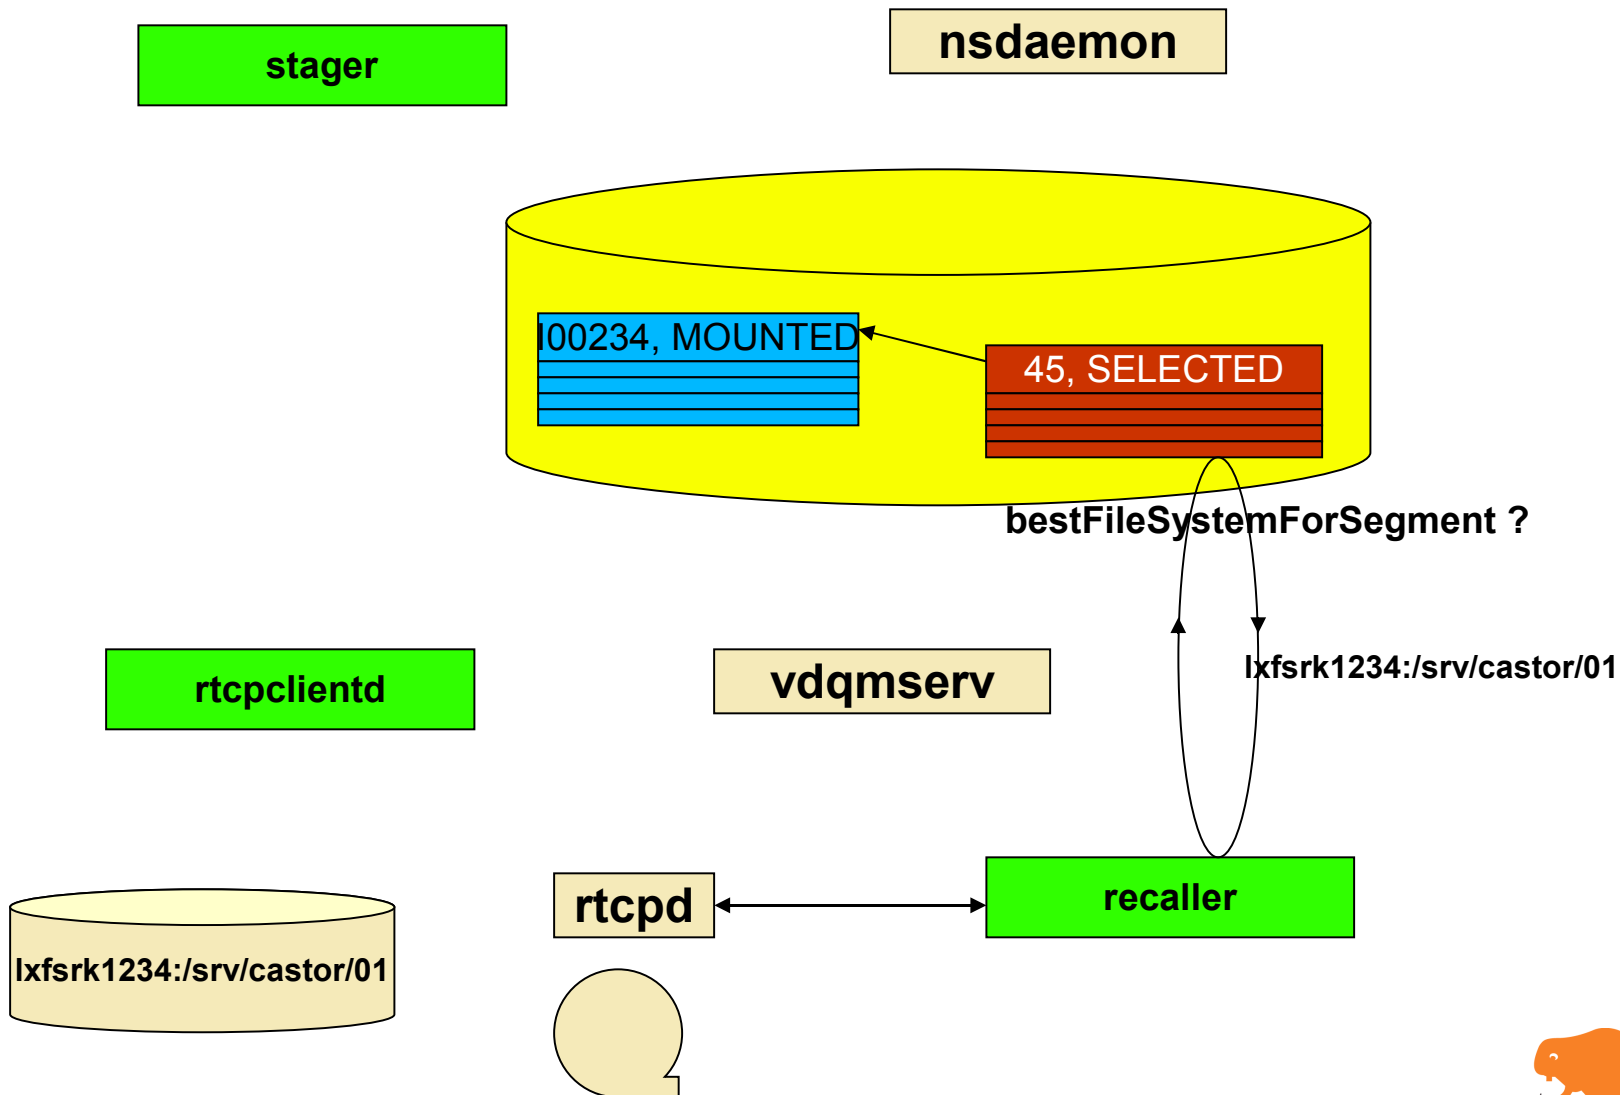 stager
nsdaemon
I00234, MOUNTED
45, SELECTED
bestFileSystemForSegment ?
lxfsrk1234:/srv/castor/01
rtcpclientd
vdqmserv
rtcpd
recaller
lxfsrk1234:/srv/castor/01